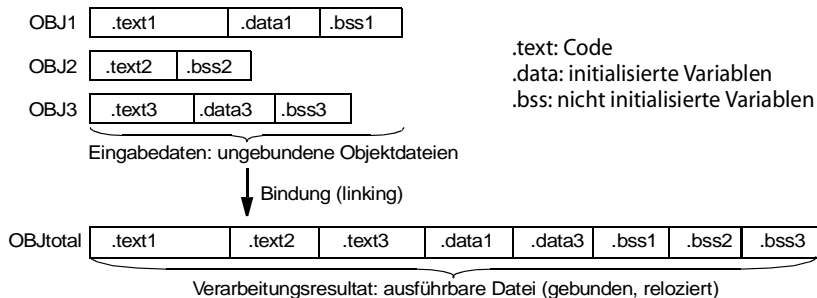 OBJ1 .text1 .data1 .bss1
OBJ2 .text2 .bss2
OBJ3 .text3 .data3 .bss3
.text: Code
.data: initialisierte Variablen
.bss: nicht initialisierte Variablen
Eingabedaten: ungebundene Objektdateien
Bindung (linking)
OBJtotal .text1 .text2 .text3 .data1 .data3 .bss1 .bss2 .bss3
Verarbeitungsresultat: ausführbare Datei (gebunden, reloziert)